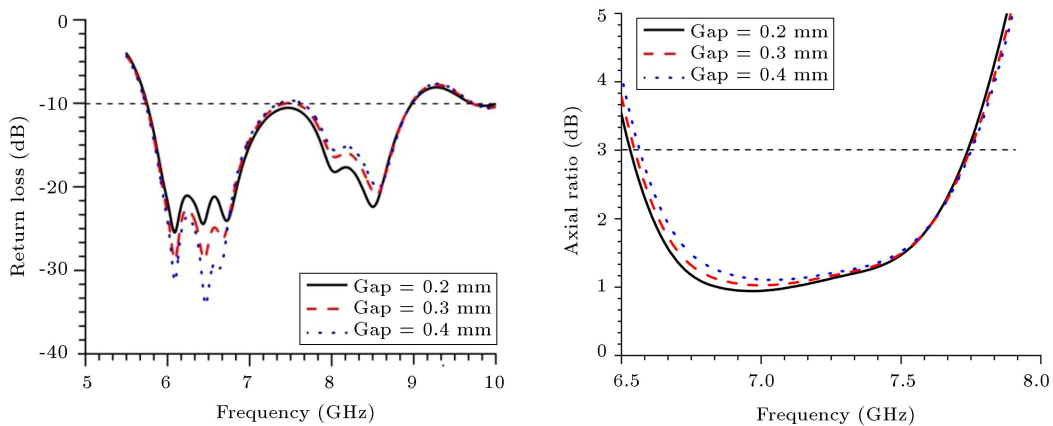 0
-10
-20
-30
-40
Return loss (dB)
Gap = 0.2 mm
Gap = 0.3 mm
Gap = 0.4 mm
5 6 7 8 9 10
Frequency (GHz)
5
4
3
2
1
0
Axial ratio (dB)
Gap = 0.2 mm
Gap = 0.3 mm
Gap = 0.4 mm
6.5 7.0 7.5 8.0
Frequency (GHz)